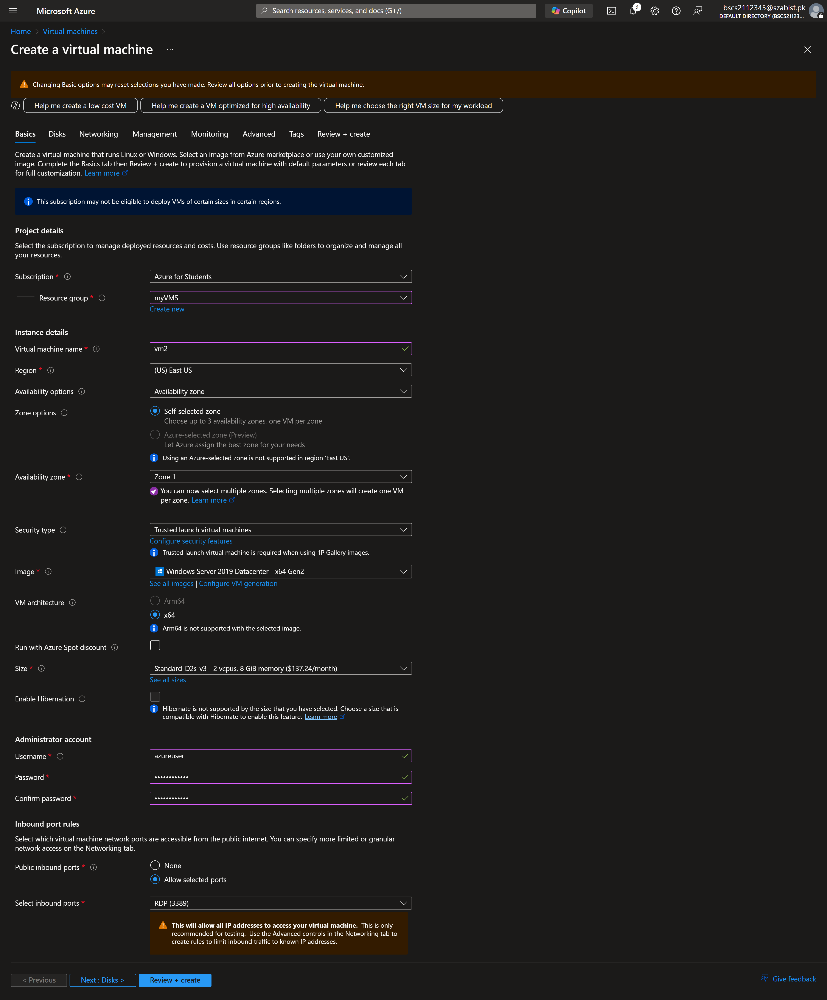 Microsoft Azure
Search resources, services, and docs (G+/)
Copilot
3
bscs2112345@szabist.pk
DEFAULT DIRECTORY (BSCS21123...
Home > Virtual machines >
Create a virtual machine ...
Changing Basic options may reset selections you have made. Review all options prior to creating the virtual machine.
Help me create a low cost VM
Help me create a VM optimized for high availability
Help me choose the right VM size for my workload
Basics Disks Networking Management Monitoring Advanced Tags Review + create
Create a virtual machine that runs Linux or Windows. Select an image from Azure marketplace or use your own customized
image. Complete the Basics tab then Review + create to provision a virtual machine with default parameters or review each tab
for full customization. Learn more
This subscription may not be eligible to deploy VMs of certain sizes in certain regions.
Project details
Select the subscription to manage deployed resources and costs. Use resource groups like folders to organize and manage all
your resources.
Subscription * Azure for Students
Resource group * myVMS
Create new
Instance details
Virtual machine name * vm2
Region * (US) East US
Availability options Availability zone
Zone options Self-selected zone
Choose up to 3 availability zones, one VM per zone
Azure-selected zone (Preview)
Let Azure assign the best zone for your needs
Using an Azure-selected zone is not supported in region 'East US'.
Availability zone * Zone 1
You can now select multiple zones. Selecting multiple zones will create one VM
per zone. Learn more
Security type Trusted launch virtual machines
Configure security features
Trusted launch virtual machine is required when using 1P Gallery images.
Image * Windows Server 2019 Datacenter - x64 Gen2
See all images | Configure VM generation
VM architecture Arm64
x64
Arm64 is not supported with the selected image.
Run with Azure Spot discount
Size * Standard_D2s_v3 - 2 vcpus, 8 GiB memory ($137.24/month)
See all sizes
Enable Hibernation
Hibernate is not supported by the size that you have selected. Choose a size that is
compatible with Hibernate to enable this feature. Learn more
Administrator account
Username * azureuser
Password * ••••••••••••
Confirm password * ••••••••••••
Inbound port rules
Select which virtual machine network ports are accessible from the public internet. You can specify more limited or granular
network access on the Networking tab.
Public inbound ports * None
Allow selected ports
Select inbound ports * RDP (3389)
This will allow all IP addresses to access your virtual machine. This is only
recommended for testing. Use the Advanced controls in the Networking tab to
create rules to limit inbound traffic to known IP addresses.
< Previous
Next : Disks >
Review + create
Give feedback